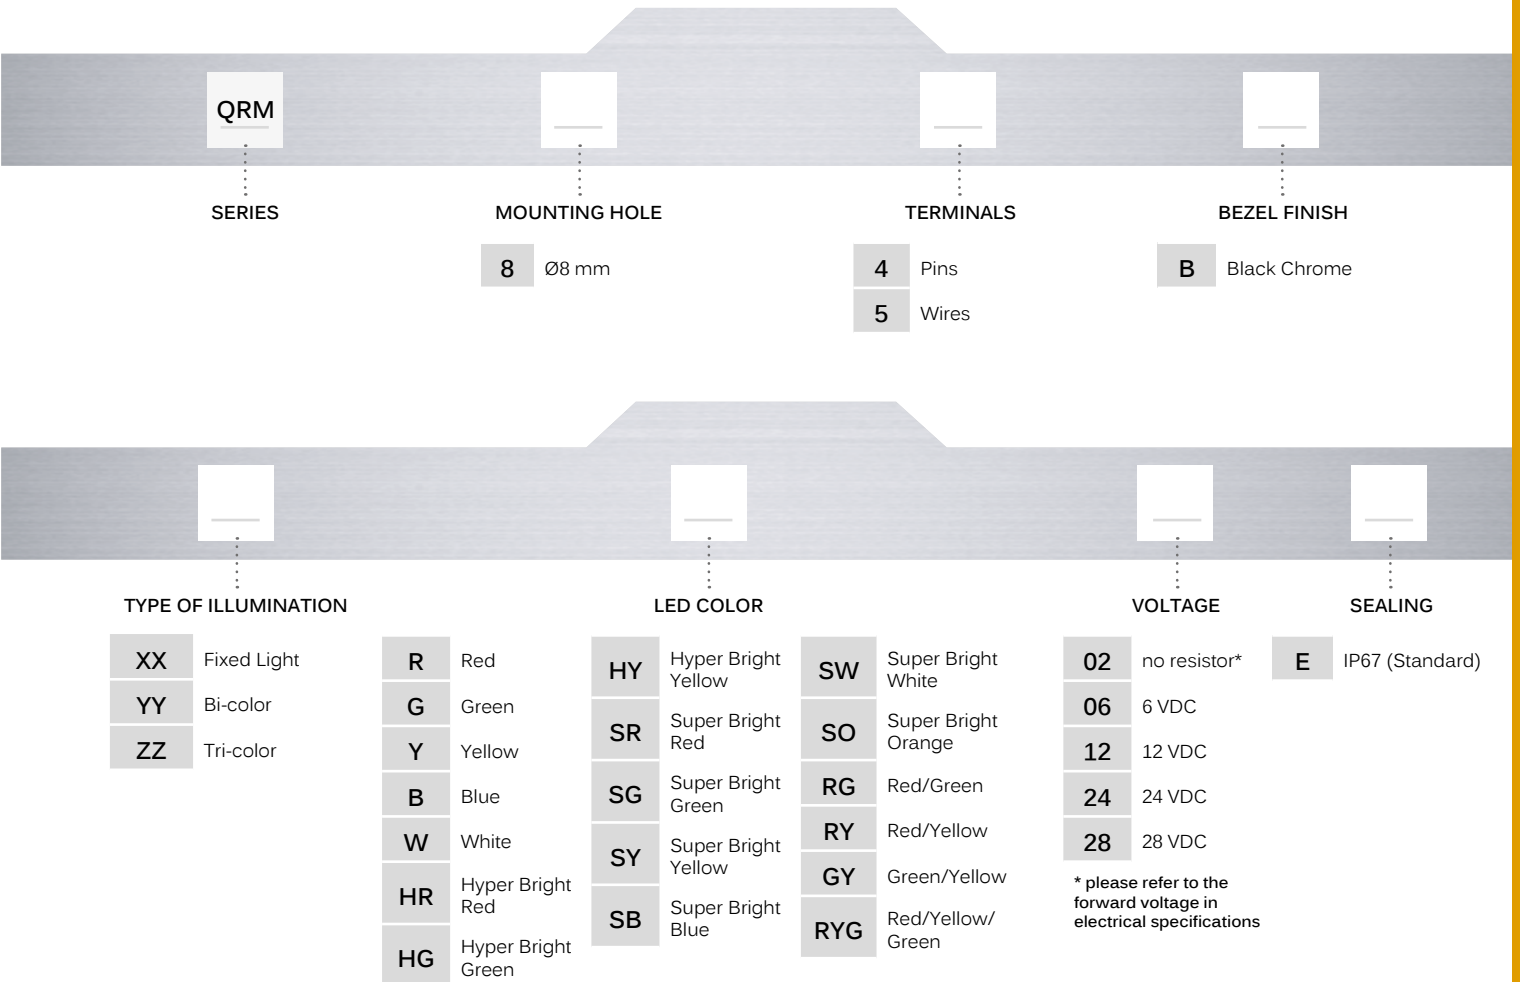 QRM
SERIES
MOUNTING HOLE
TERMINALS
BEZEL FINISH
8 Ø8 mm
4 Pins
5 Wires
B Black Chrome
TYPE OF ILLUMINATION
LED COLOR
VOLTAGE
SEALING
XX Fixed Light
YY Bi-color
ZZ Tri-color
R Red
G Green
Y Yellow
B Blue
W White
HR Hyper Bright
Red
HG Hyper Bright
Green
HY Hyper Bright
Yellow
SR Super Bright
Red
SG Super Bright
Green
SY Super Bright
Yellow
SB Super Bright
Blue
SW Super Bright
White
SO Super Bright
Orange
RG Red/Green
RY Red/Yellow
GY Green/Yellow
RYG Red/Yellow/
Green
02 no resistor*
06 6 VDC
12 12 VDC
24 24 VDC
28 28 VDC
* please refer to the
forward voltage in
electrical specifications
E IP67 (Standard)